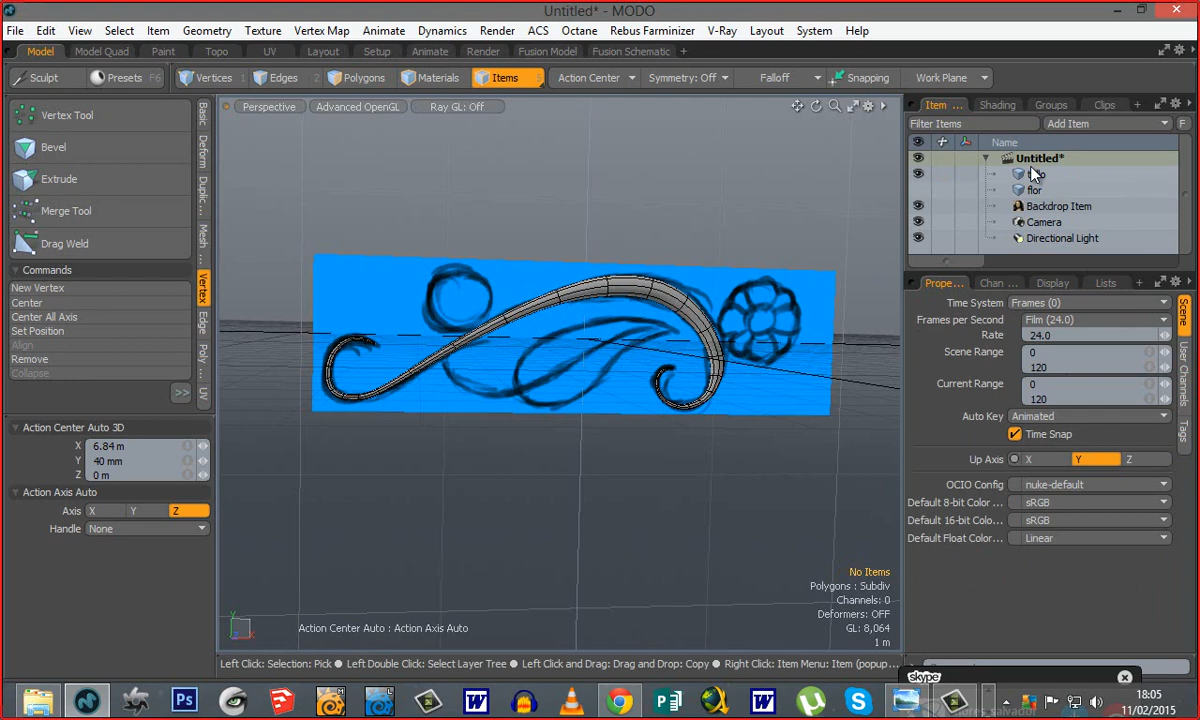 Untitled* - MODO
File Edit View Select Item Geometry Texture Vertex Map Animate Dynamics Render ACS Octane Rebus Farminizer V-Ray Layout System Help
Model Model Quad Paint Topo UV Layout Setup Animate Render Fusion Model Fusion Schematic +
Sculpt Presets F6 Vertices 1 Edges 2 Polygons 3 Materials 4 Items 5 Action Center Symmetry: Off Falloff Snapping Work Plane
Perspective Advanced OpenGL Ray GL: Off
Item ... Shading Groups Clips +
Filter Items Add Item F
Name
Untitled*
flor
Backdrop Item
Camera
Directional Light
Vertex Tool
Bevel
Extrude
Merge Tool
Drag Weld
Commands
New Vertex
Center
Center All Axis
Set Position
Align
Remove
Collapse
>>
Basic
Deform
Duplic...
Mesh ...
Vertex
Edge
Poly ...
UV
Action Center Auto 3D
X 6.84 m
Y 40 mm
Z 0 m
Action Axis Auto
Axis X Y Z
Handle None
Prope... Chan ... Display Lists +
Time System Frames (0)
Frames per Second Film (24.0)
Rate 24.0
Scene Range 0
120
Current Range 0
120
Auto Key Animated
Time Snap
Up Axis X Y Z
OCIO Config nuke-default
Default 8-bit Color ... sRGB
Default 16-bit Colo... sRGB
Default Float Color... Linear
Scene
User Channels
Tags
No Items
Polygons : Subdiv
Channels: 0
Deformers: OFF
GL: 8,064
1 m
Action Center Auto : Action Axis Auto
Left Click: Selection: Pick ● Left Double Click: Select Layer Tree ● Left Click and Drag: Drag and Drop: Copy ● Right Click: Item Menu: Item (popup...
skype
18:05
11/02/2015